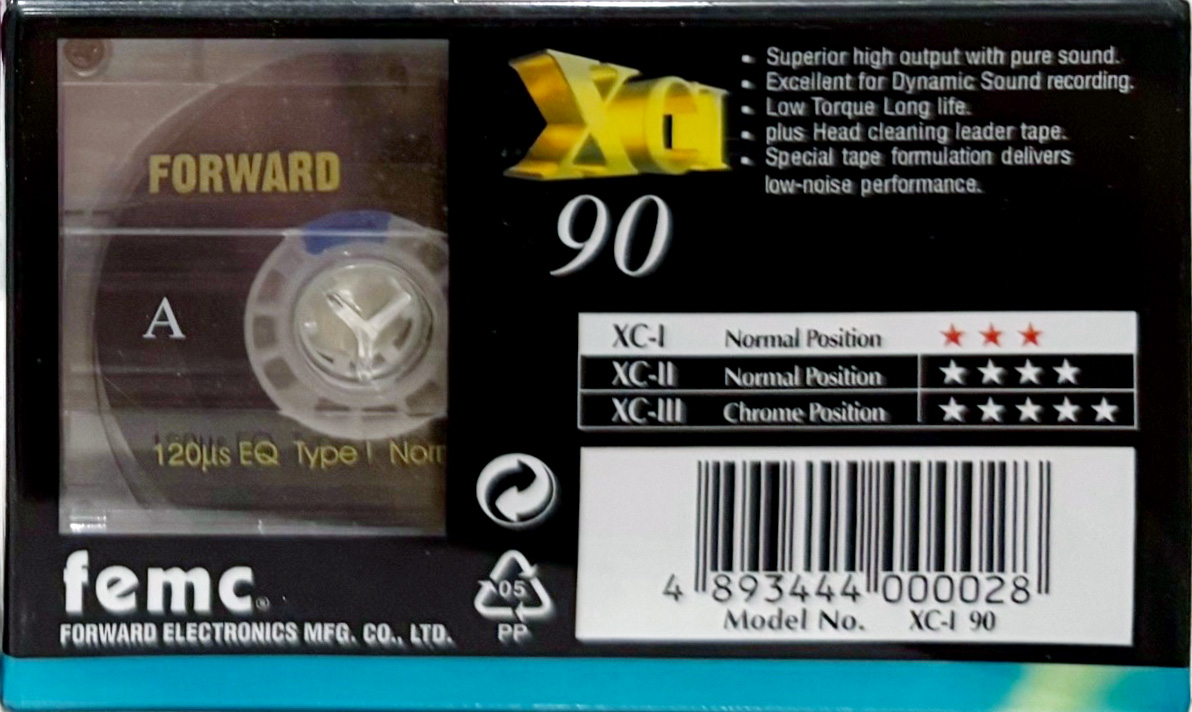 FORWARD
A
120µs EQ Type I Nor
femc®
FORWARD ELECTRONICS MFG. CO., LTD.
XCI
90
- Superior high output with pure sound.
- Excellent for Dynamic Sound recording.
- Low Torque Long life.
- plus Head cleaning leader tape.
- Special tape formulation delivers
low-noise performance.
XC-I Normal Position ★ ★ ★
XC-II Normal Position ★ ★ ★ ★
XC-III Chrome Position ★ ★ ★ ★ ★
05
PP
4 893444 000028
Model No. XC-I 90